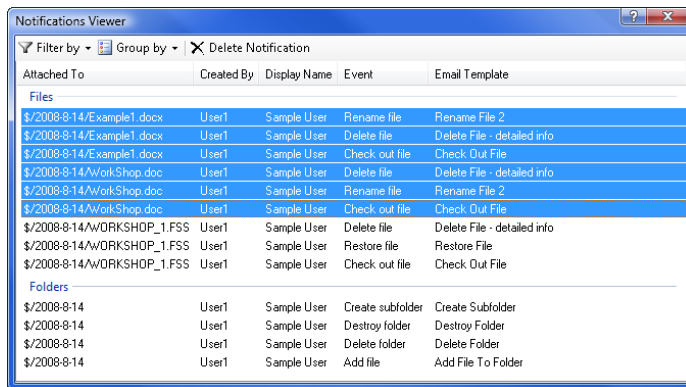 Notifications Viewer
Filter by Group by Delete Notification
Attached To Created By Display Name Event Email Template
Files
$/2008-8-14/Example1.docx User1 Sample User Rename file Rename File 2
$/2008-8-14/Example1.docx User1 Sample User Delete file Delete File - detailed info
$/2008-8-14/Example1.docx User1 Sample User Check out file Check Out File
$/2008-8-14/WorkShop.doc User1 Sample User Delete file Delete File - detailed info
$/2008-8-14/WorkShop.doc User1 Sample User Rename file Rename File 2
$/2008-8-14/WorkShop.doc User1 Sample User Check out file Check Out File
$/2008-8-14/WORKSHOP_1.FSS User1 Sample User Delete file Delete File - detailed info
$/2008-8-14/WORKSHOP_1.FSS User1 Sample User Restore file Restore File
$/2008-8-14/WORKSHOP_1.FSS User1 Sample User Check out file Check Out File
Folders
$/2008-8-14 User1 Sample User Create subfolder Create Subfolder
$/2008-8-14 User1 Sample User Destroy folder Destroy Folder
$/2008-8-14 User1 Sample User Delete folder Delete Folder
$/2008-8-14 User1 Sample User Add file Add File To Folder